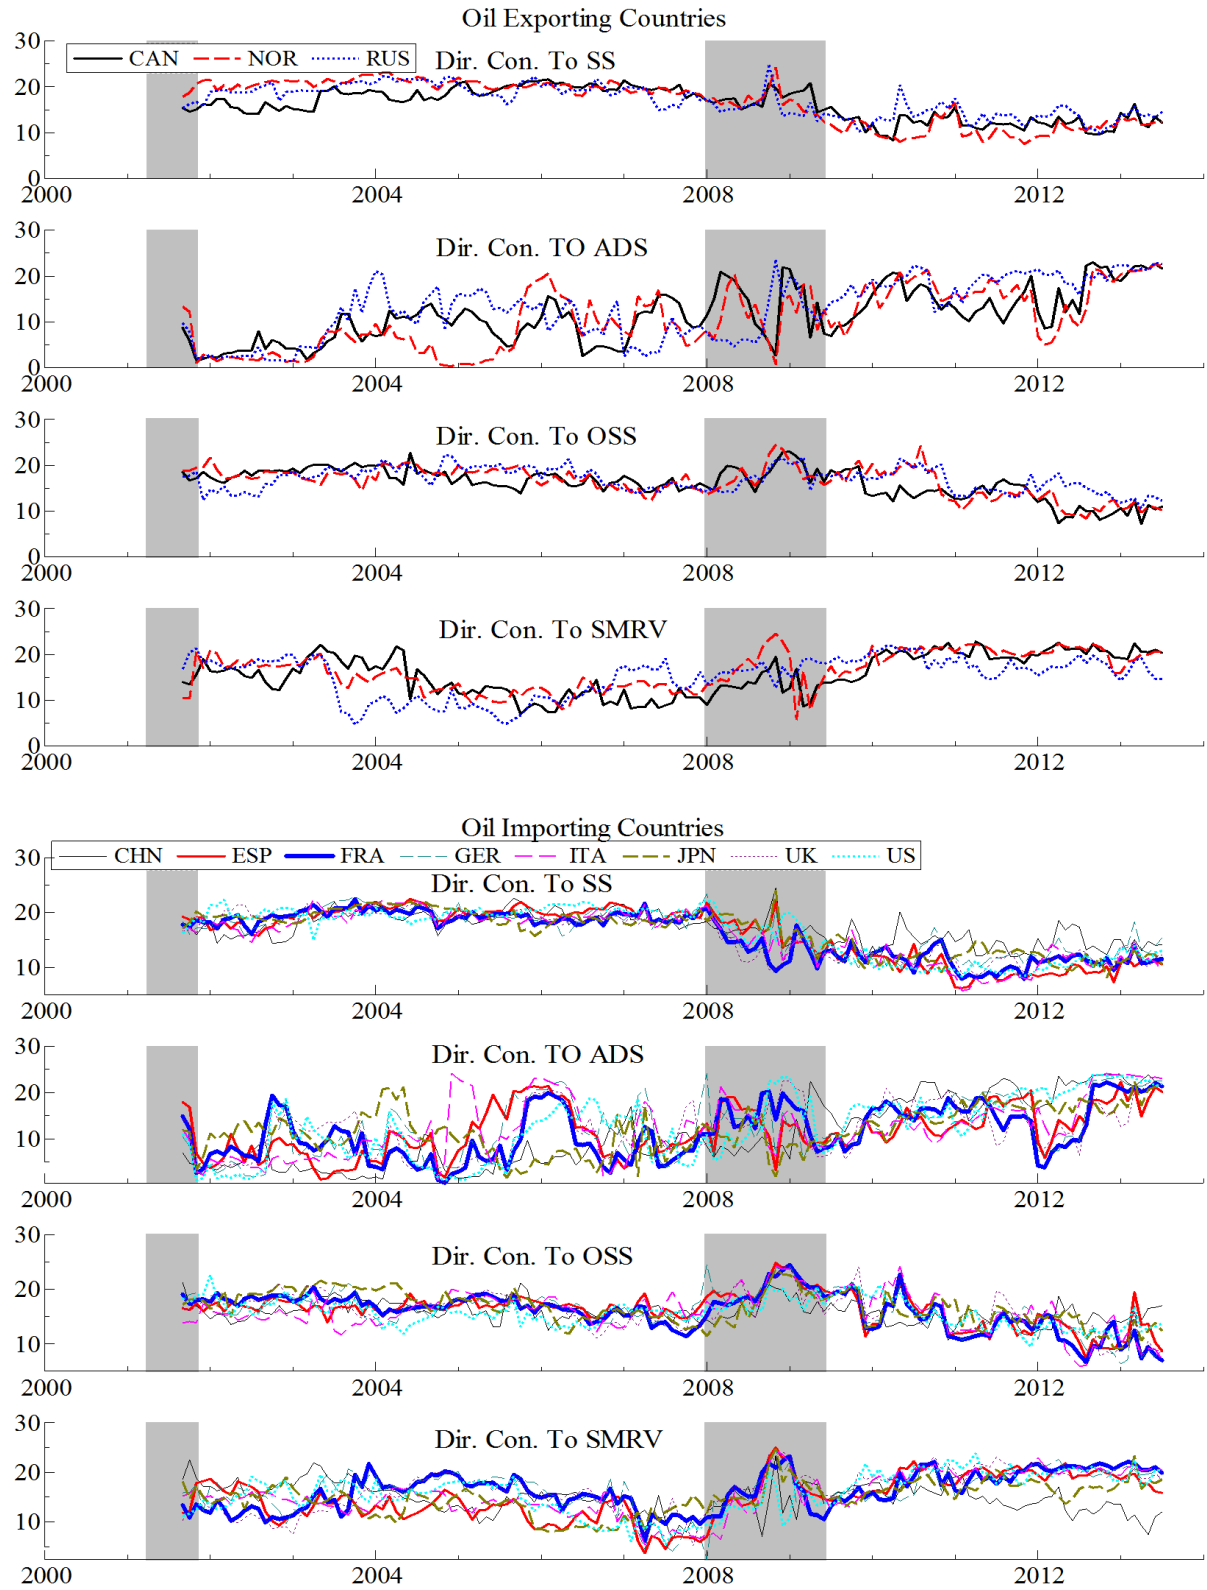 Oil Exporting Countries
30
CAN NOR RUS
Dir. Con. To SS
20
10
0
2000 2004 2008 2012
30
Dir. Con. TO ADS
20
10
0
2000 2004 2008 2012
30
Dir. Con. To OSS
20
10
0
2000 2004 2008 2012
30
Dir. Con. To SMRV
20
10
0
2000 2004 2008 2012
Oil Importing Countries
CHN ESP FRA GER ITA JPN UK US
30
Dir. Con. To SS
20
10
2000 2004 2008 2012
30
Dir. Con. TO ADS
20
10
2000 2004 2008 2012
30
Dir. Con. To OSS
20
10
2000 2004 2008 2012
30
Dir. Con. To SMRV
20
10
2000 2004 2008 2012